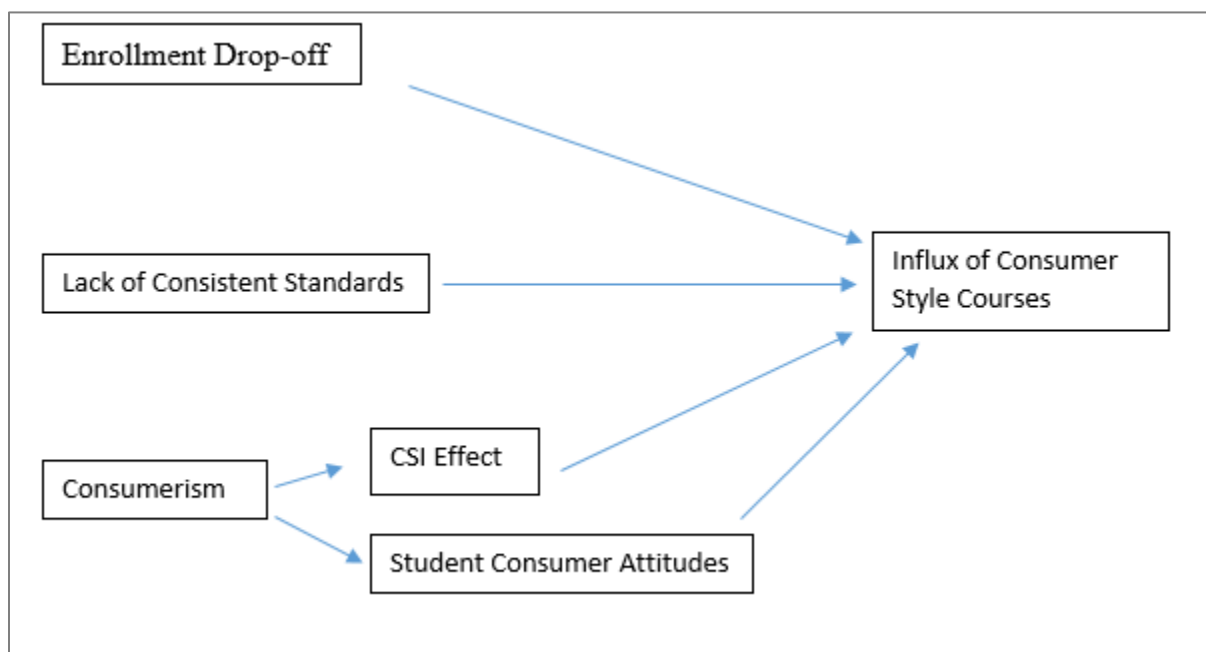 Enrollment Drop-off
Lack of Consistent Standards
Influx of Consumer
Style Courses
CSI Effect
Consumerism
Student Consumer Attitudes